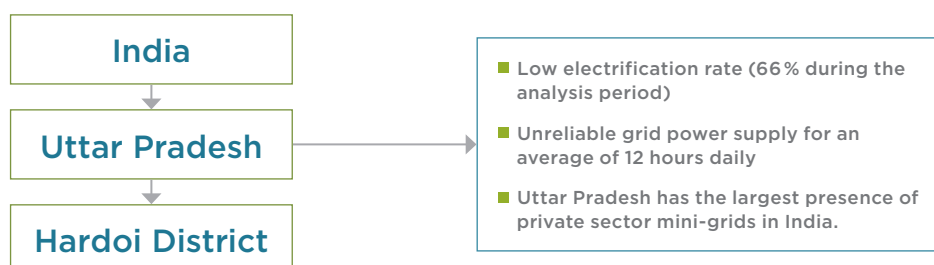 India
Uttar Pradesh
Hardoi District
Low electrification rate (66% during the
analysis period)
Unreliable grid power supply for an
average of 12 hours daily
Uttar Pradesh has the largest presence of
private sector mini-grids in India.